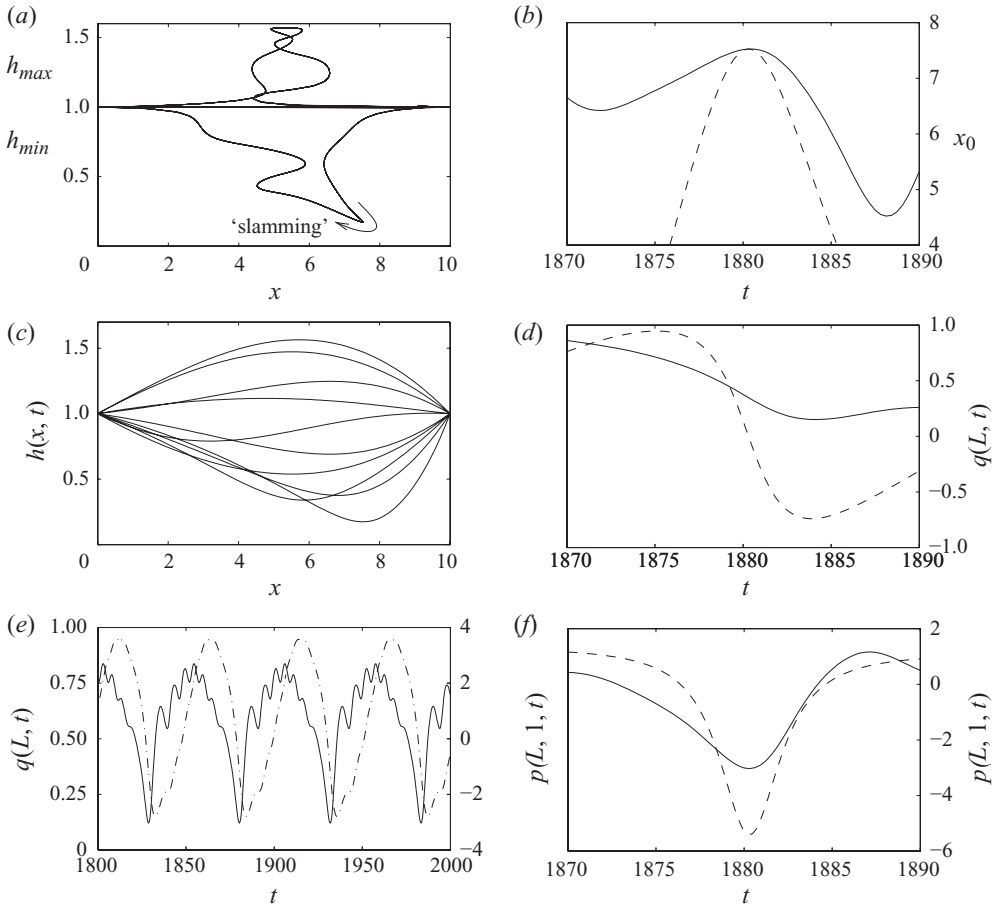 (a)
1.5
h_max
1.0
h_min
0.5
'slamming'
0 2 4 6 8 10
x
(b)
8
7
6
x_0
5
4
1870 1875 1880 1885 1890
t
(c)
1.5
1.0
0.5
h(x, t)
0 2 4 6 8 10
x
(d)
1.0
0.5
0
−0.5
−1.0
q(L, t)
1870 1875 1880 1885 1890
t
(e)
1.00
0.75
0.50
0.25
0
q(L, t)
4
2
0
−2
−4
p(L, 1, t)
1800 1850 1900 1950 2000
t
(f)
2
0
−2
−4
−6
p(L, 1, t)
1870 1875 1880 1885 1890
t